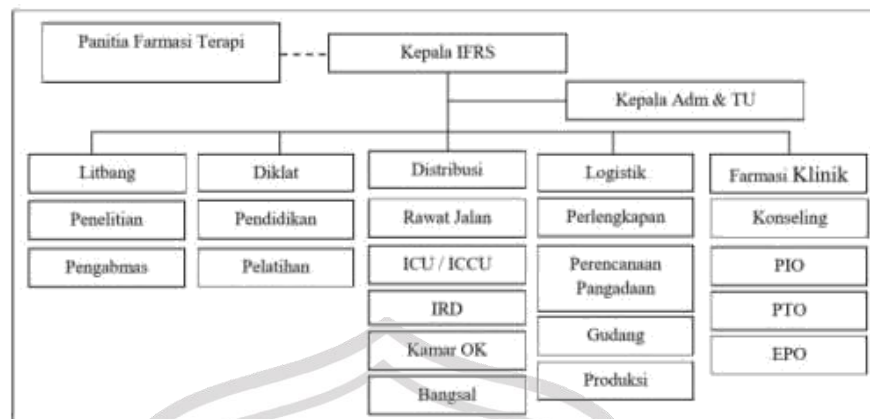 Panitia Farmasi Terapi
Kepala IFRS
Kepala Adm & TU
Litbang
Penelitian
Pengabmas
Diklat
Pendidikan
Pelatihan
Distribusi
Rawat Jalan
ICU / ICCU
IRD
Kamar OK
Bangsal
Logistik
Perlengkapan
Perencanaan
Pangadaan
Gudang
Produksi
Farmasi Klinik
Konseling
PIO
PTO
EPO